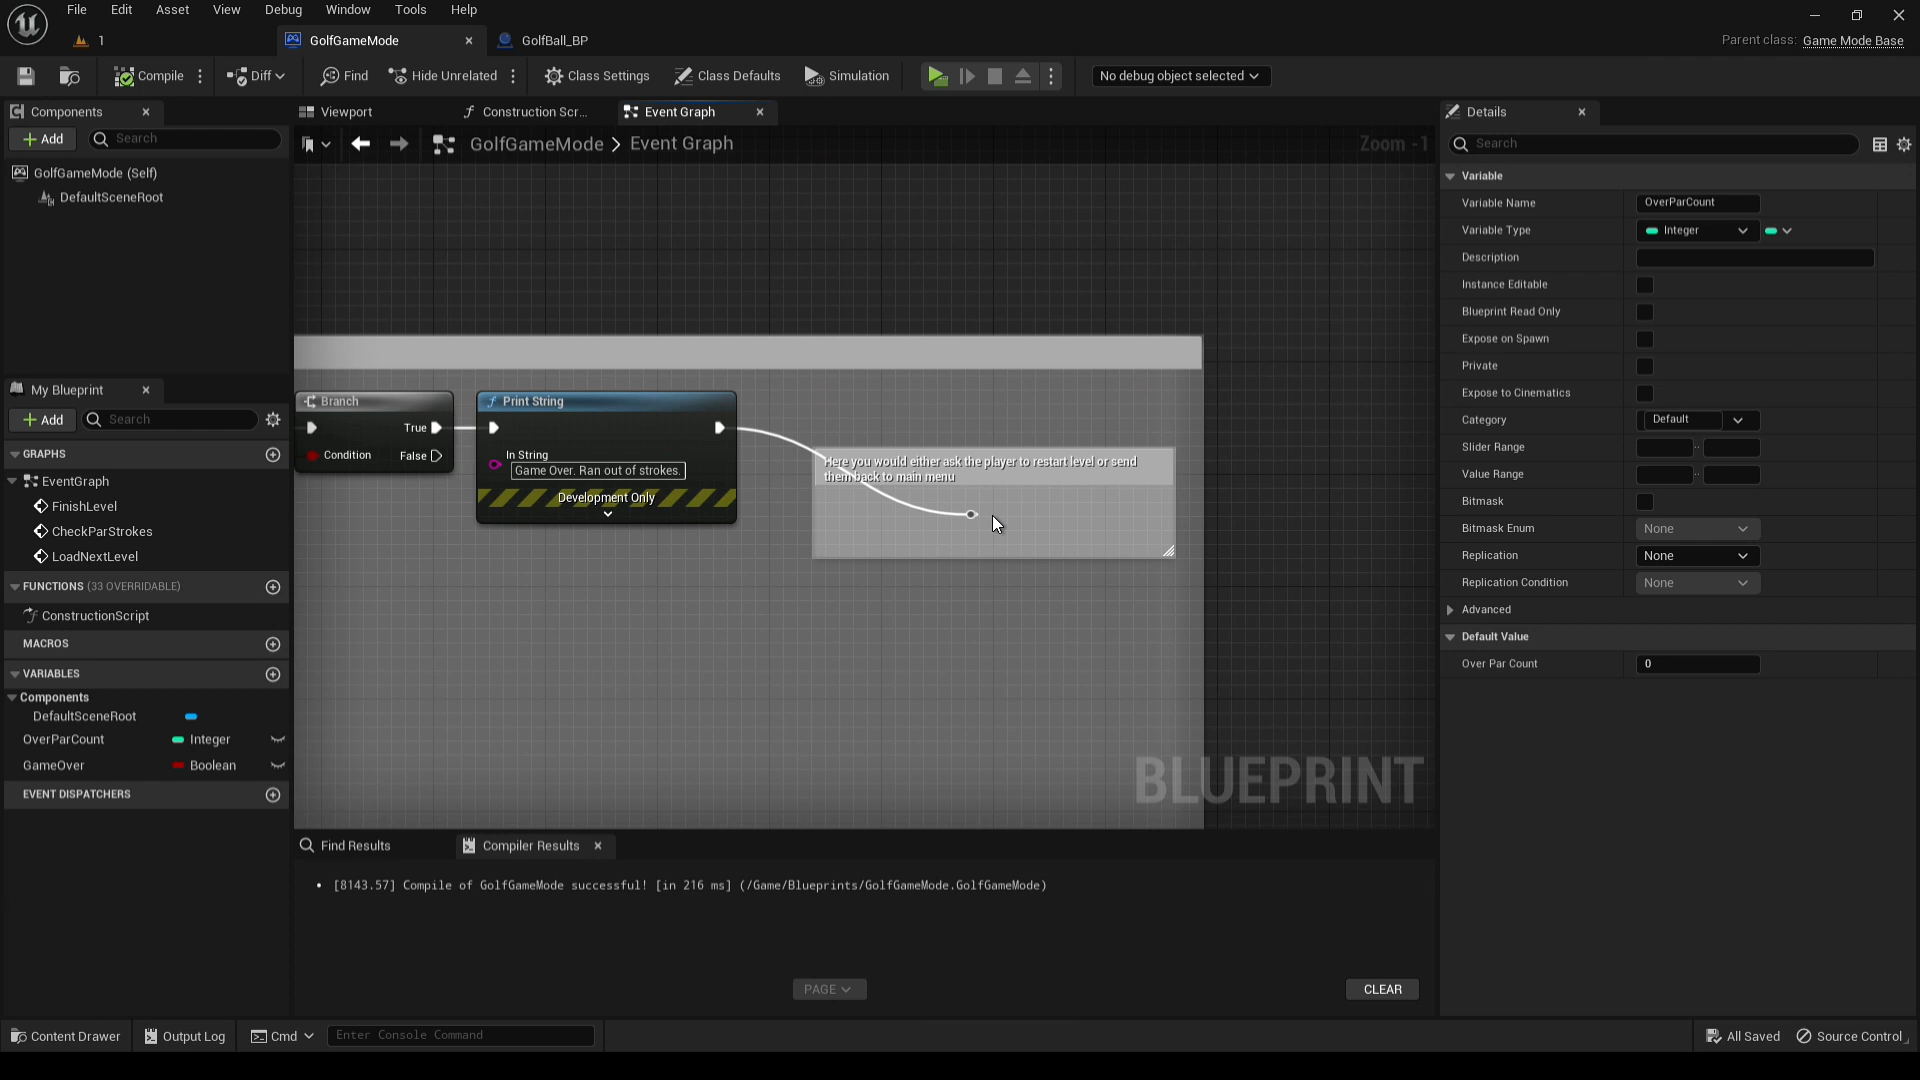 File Edit Asset View Debug Window Tools Help
1 GolfGameMode GolfBall_BP Parent class: Game Mode Base
Compile Diff Find Hide Unrelated Class Settings Class Defaults Simulation No debug object selected
Components
Add Search
GolfGameMode (Self)
DefaultSceneRoot
My Blueprint
Add Search
GRAPHS
EventGraph
FinishLevel
CheckParStrokes
LoadNextLevel
FUNCTIONS (33 OVERRIDABLE)
ConstructionScript
MACROS
VARIABLES
Components
DefaultSceneRoot
OverParCount Integer
GameOver Boolean
EVENT DISPATCHERS
Viewport Construction Scr... Event Graph
GolfGameMode > Event Graph Zoom -1
Branch
True
Condition False
Print String
In String
Game Over. Ran out of strokes.
Development Only
Here you would either ask the player to restart level or send
them back to main menu
BLUEPRINT
Find Results Compiler Results
• [8143.57] Compile of GolfGameMode successful! [in 216 ms] (/Game/Blueprints/GolfGameMode.GolfGameMode)
PAGE CLEAR
Details
Search
Variable
Variable Name OverParCount
Variable Type Integer
Description
Instance Editable
Blueprint Read Only
Expose on Spawn
Private
Expose to Cinematics
Category Default
Slider Range ..
Value Range ..
Bitmask
Bitmask Enum None
Replication None
Replication Condition None
Advanced
Default Value
Over Par Count 0
Content Drawer Output Log Cmd Enter Console Command All Saved Source Control